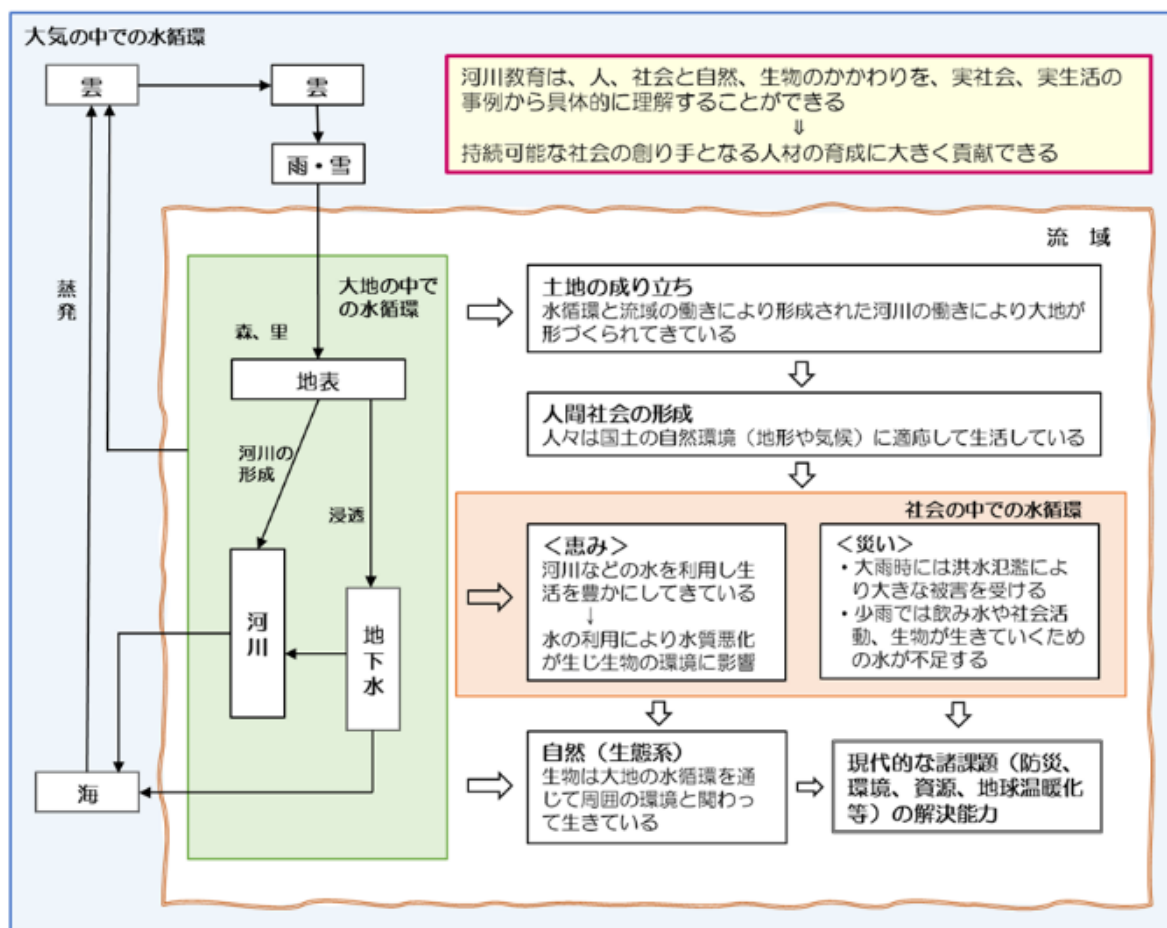 大気の中での水循環
雲
雲
雨・雪
河川教育は、人、社会と自然、生物のかかわりを、実社会、実生活の
事例から具体的に理解することができる
⇓
持続可能な社会の創り手となる人材の育成に大きく貢献できる
流 域
蒸発
大地の中で
の水循環
森、里
地表
河川の
形成
浸透
河川
地下水
海
土地の成り立ち
水循環と流域の働きにより形成された河川の働きにより大地が
形づくられてきている
人間社会の形成
人々は国土の自然環境（地形や気候）に適応して生活している
社会の中での水循環
＜恵み＞
河川などの水を利用し生
活を豊かにしてきている
↓
水の利用により水質悪化
が生じ生物の環境に影響
＜災い＞
・大雨時には洪水氾濫によ
り大きな被害を受ける
・少雨では飲み水や社会活
動、生物が生きていくための
水が不足する
自然（生態系）
生物は大地の水循環を通
じて周囲の環境と関わっ
て生きている
現代的な諸課題（防災、
環境、資源、地球温暖化
等）の解決能力